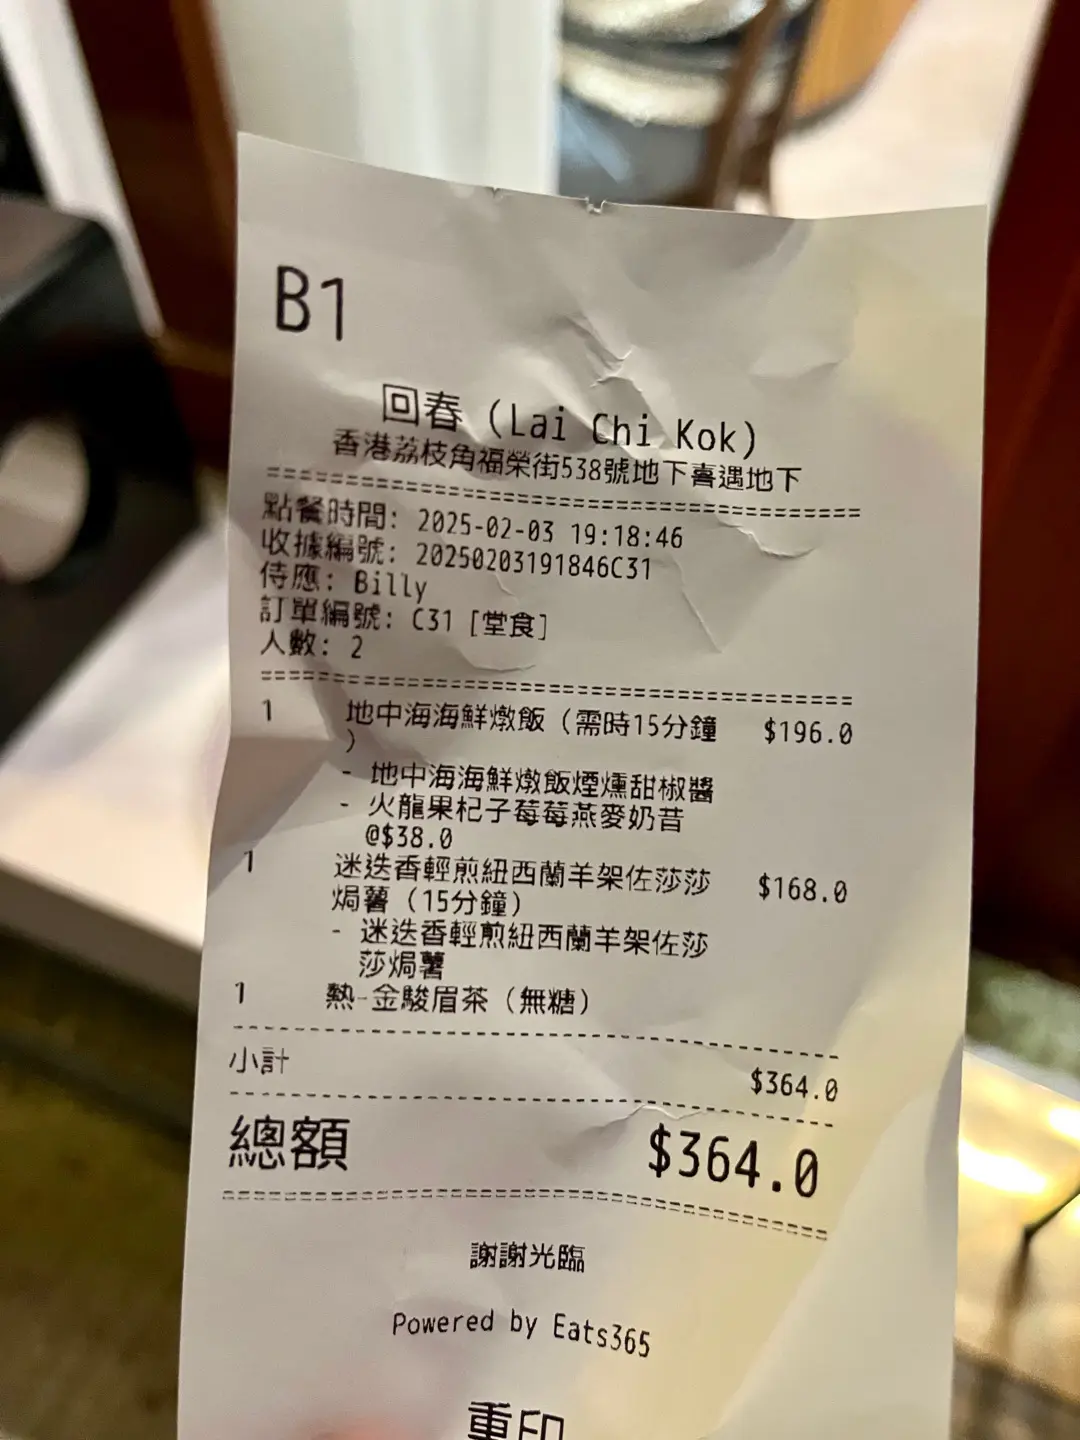 B1
回春 (Lai Chi Kok)
香港荔枝角福榮街538號地下喜遇地下
點餐時間: 2025-02-03 19:18:46
收據編號: 20250203191846C31
侍應: Billy
訂單編號: C31 [堂食]
人數: 2
1 地中海海鮮燉飯 (需時15分鐘 $196.0
)
- 地中海海鮮燉飯煙燻甜椒醬
- 火龍果杞子莓莓燕麥奶昔
@$38.0
1 迷迭香輕煎紐西蘭羊架佐莎莎 $168.0
焗薯 (15分鐘)
- 迷迭香輕煎紐西蘭羊架佐莎
莎焗薯
1 熱-金駿眉茶 (無糖)
小計 $364.0
總額 $364.0
謝謝光臨
Powered by Eats365
重印